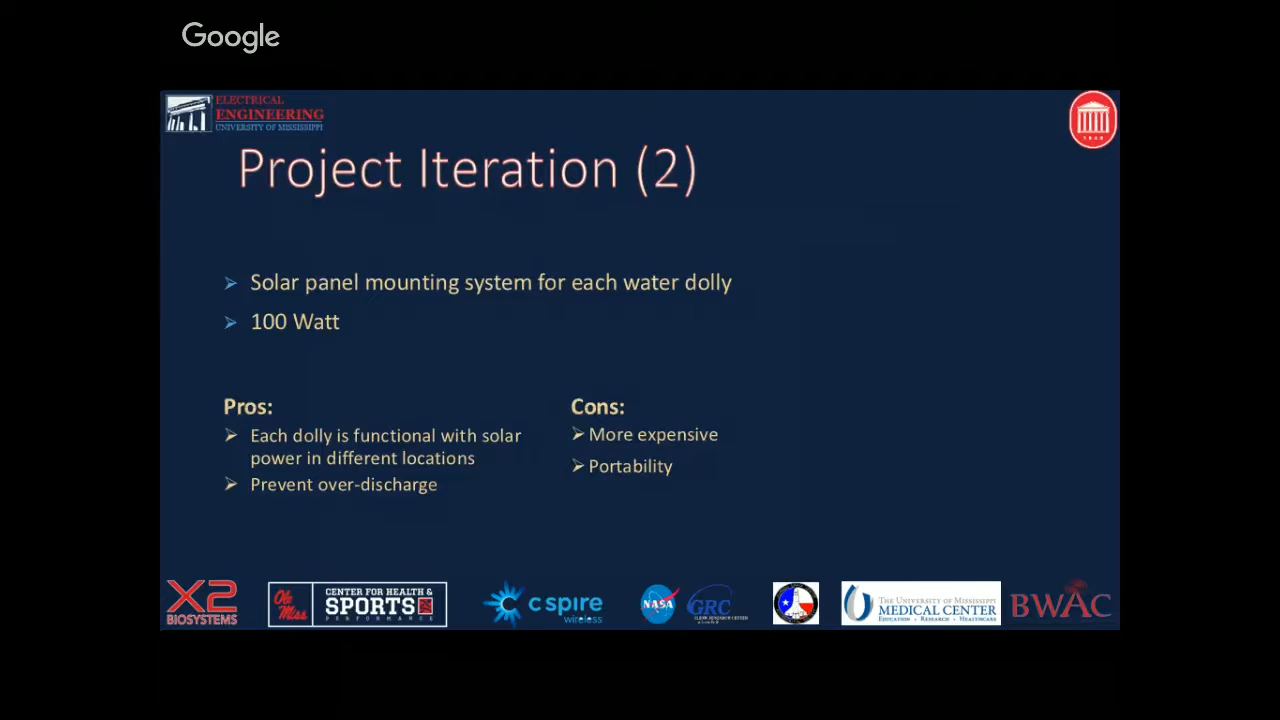 Google
ELECTRICAL
ENGINEERING
UNIVERSITY OF MISSISSIPPI
1848
Project Iteration (2)
Solar panel mounting system for each water dolly
100 Watt
Pros:
Each dolly is functional with solar
power in different locations
Prevent over-discharge
Cons:
More expensive
Portability
X2
BIOSYSTEMS
Ole
Miss
CENTER FOR HEALTH &
SPORTS
PERFORMANCE
c spire
wireless
NASA
GRC
THE UNIVERSITY OF MISSISSIPPI
MEDICAL CENTER
EDUCATION • RESEARCH • HEALTHCARE
BWAC